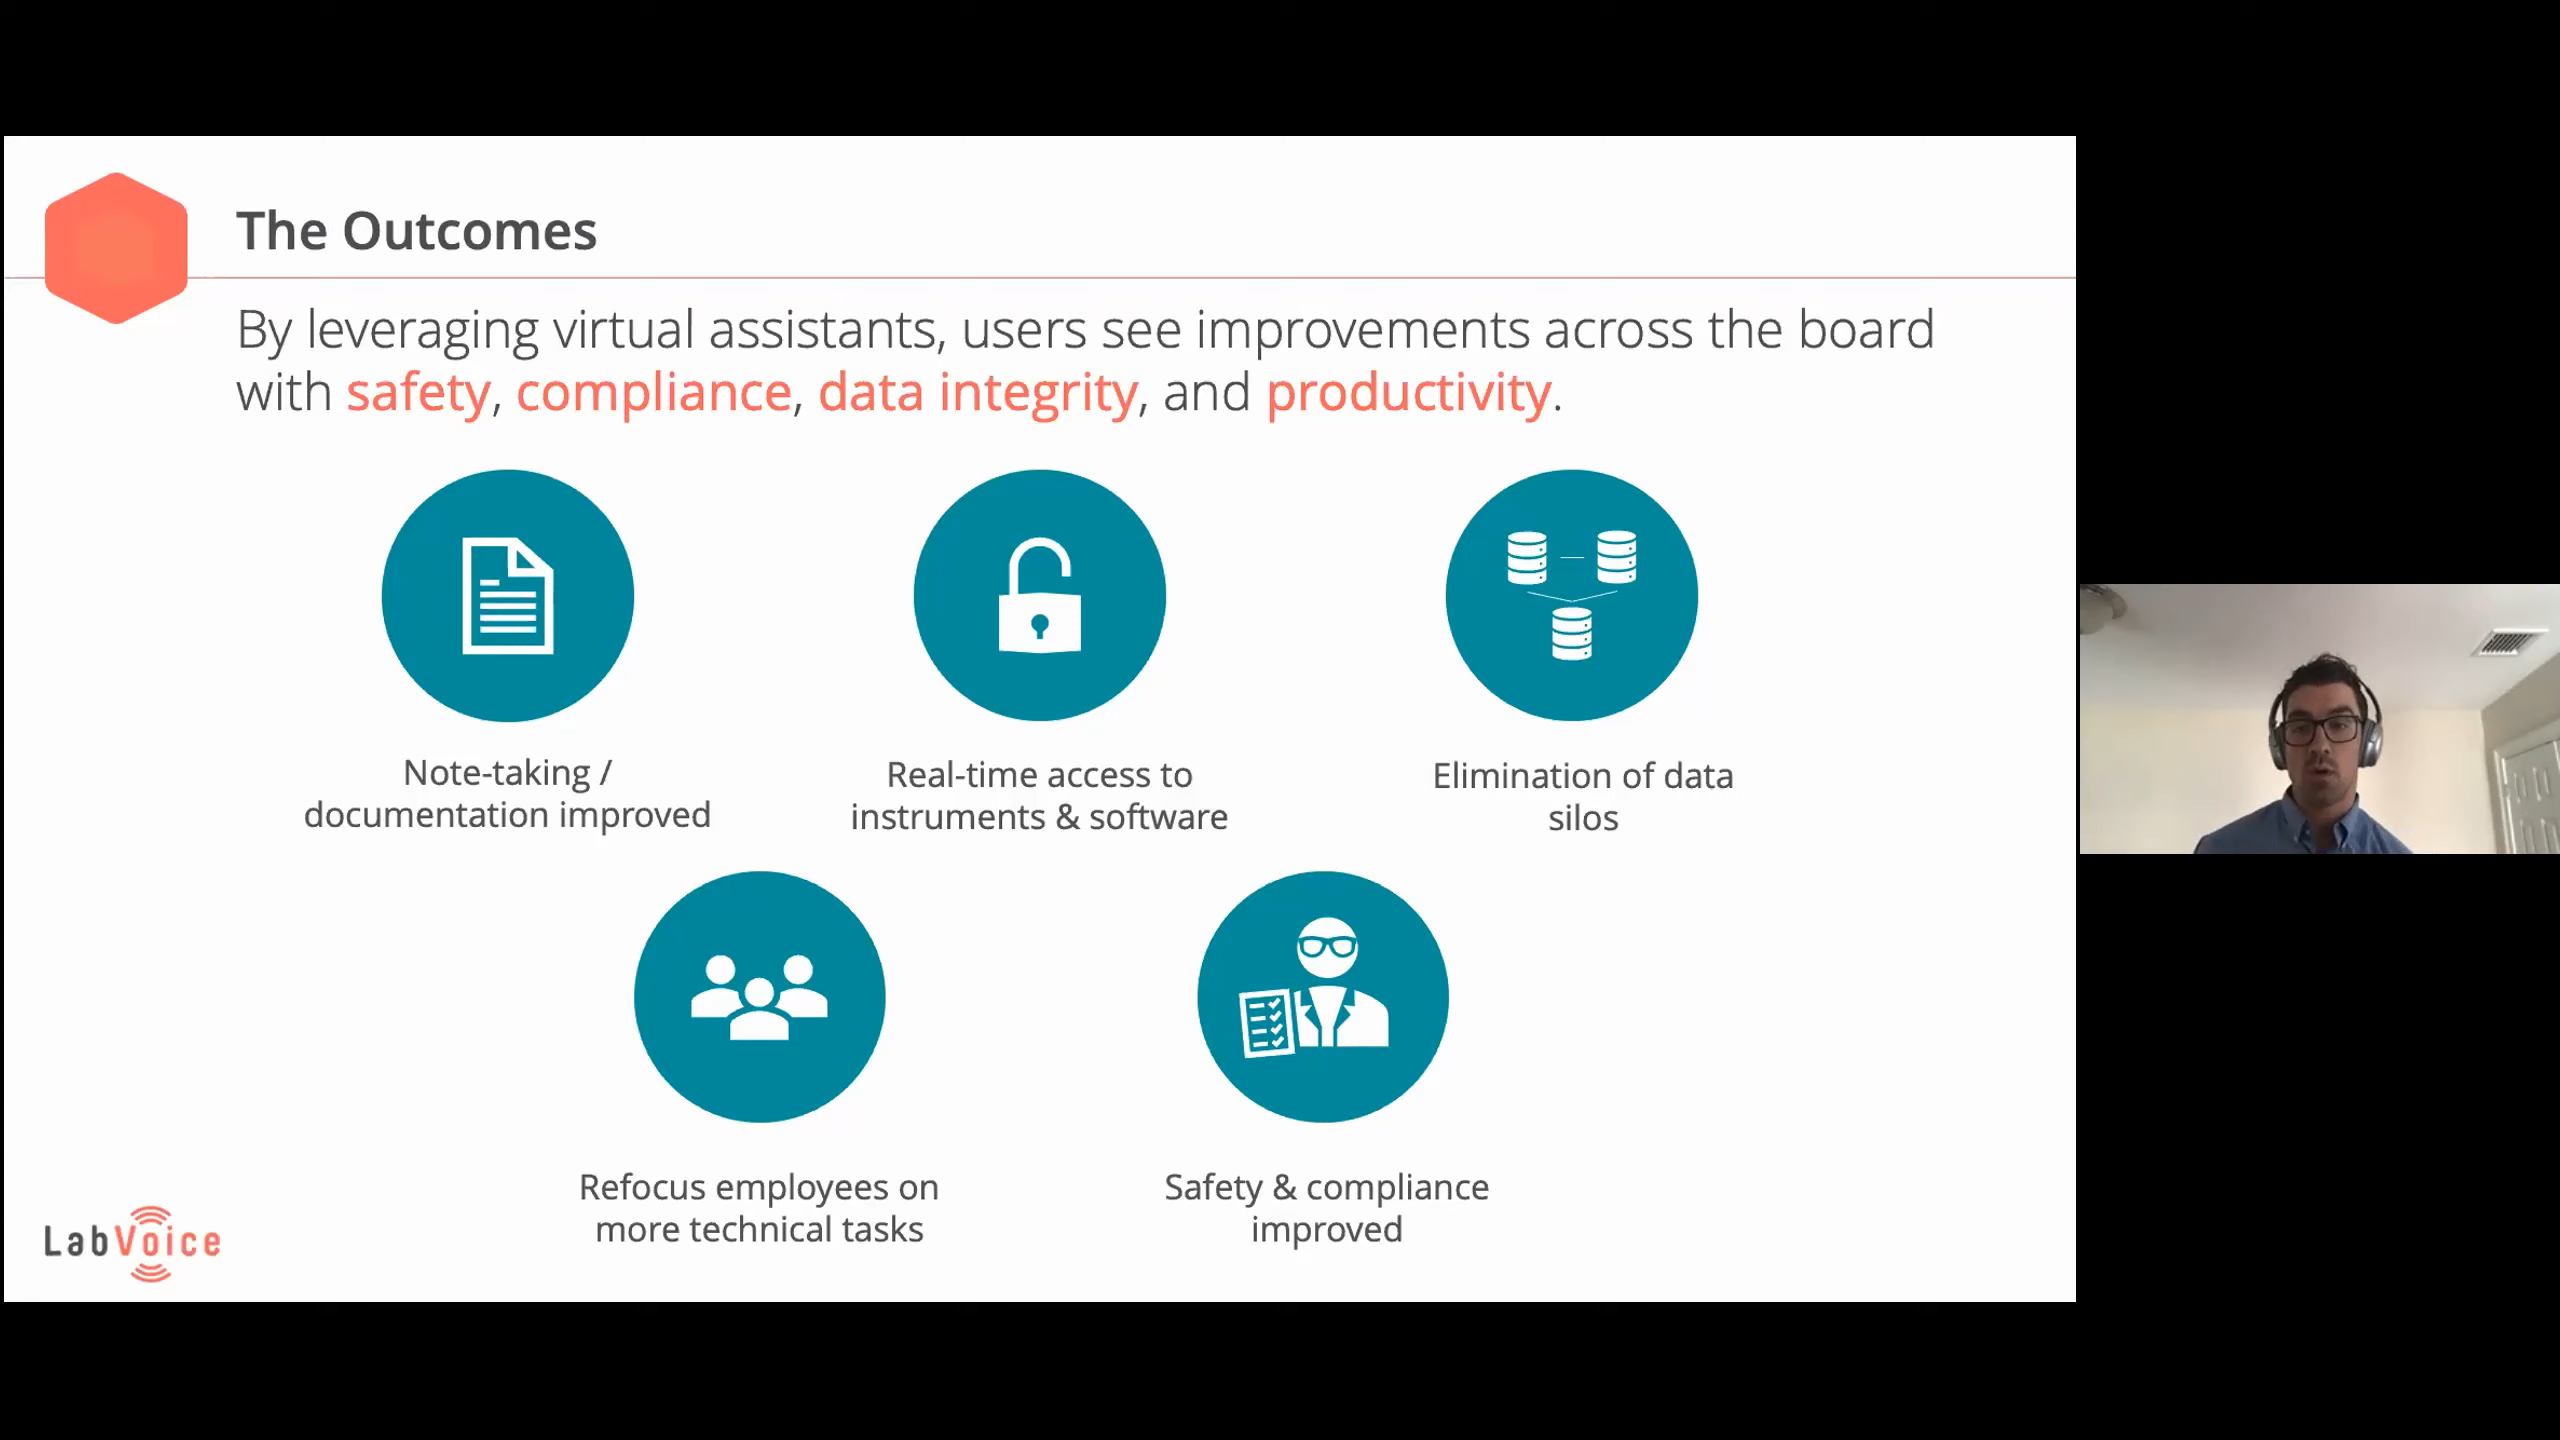 The Outcomes
By leveraging virtual assistants, users see improvements across the board
with safety, compliance, data integrity, and productivity.
Note-taking /
documentation improved
Real-time access to
instruments & software
Elimination of data
silos
Refocus employees on
more technical tasks
Safety & compliance
improved
LabVoice